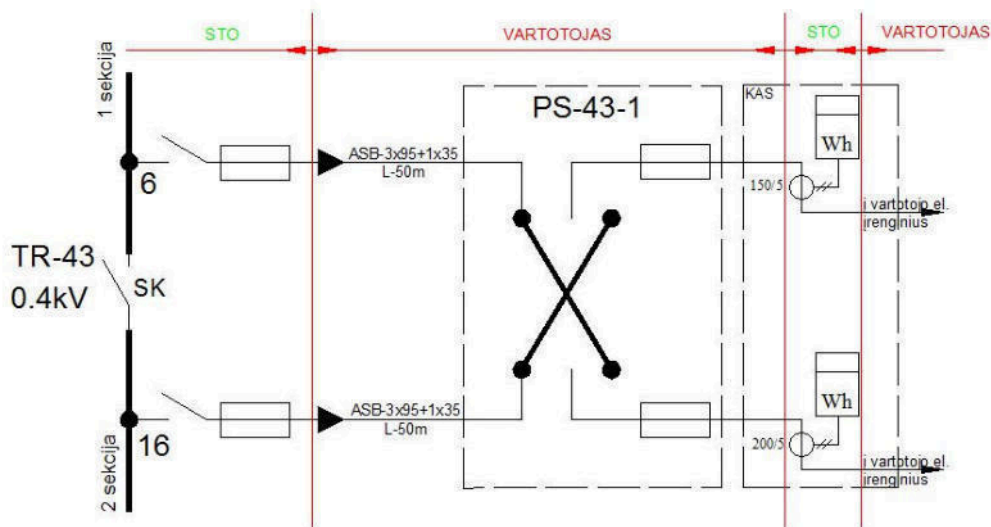 STO
VARTOTOJAS
STO
VARTOTOJAS
1 sekcija
KAS
PS-43-1
Wh
ASB-3x95+1x35
L-50m
6
150/5
į vartotojo el.
įrenginius
TR-43
0.4kV
SK
Wh
ASB-3x95+1x35
L-50m
16
200/5
2 sekcija
į vartotojo el.
įrenginius